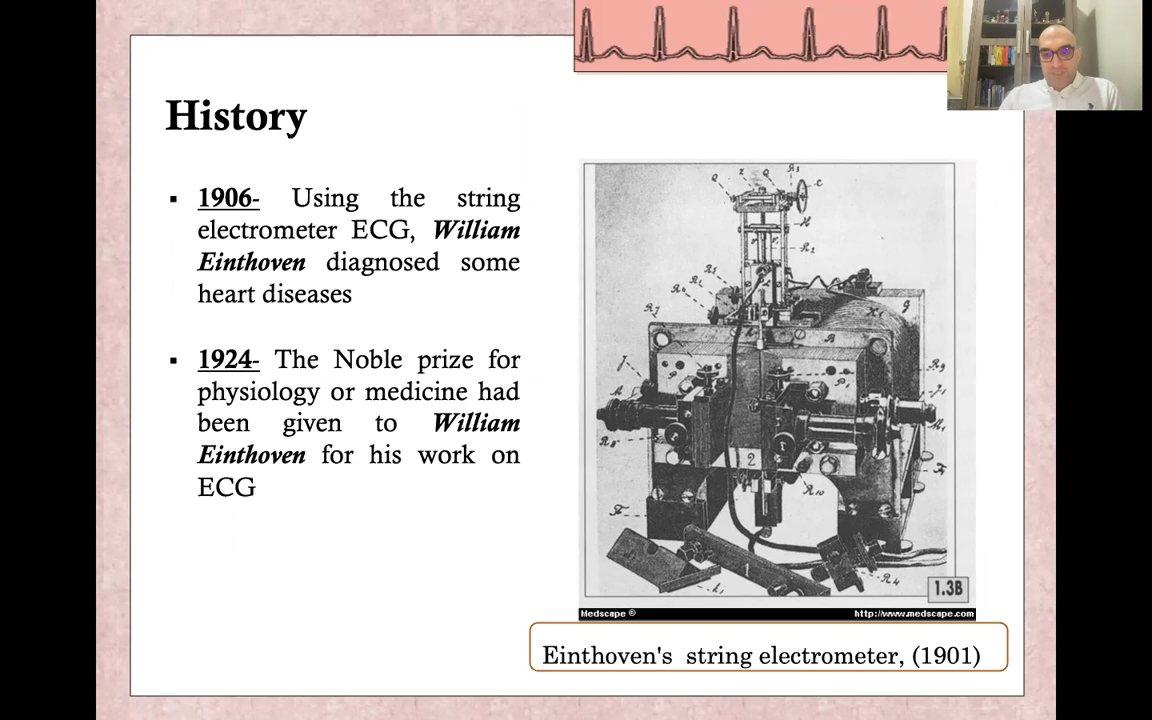 History
▪ 1906- Using the string
electrometer ECG, William
Einthoven diagnosed some
heart diseases
▪ 1924- The Noble prize for
physiology or medicine had
been given to William
Einthoven for his work on
ECG
1.3B
Medscape ® http://www.medscape.com
Einthoven's string electrometer, (1901)